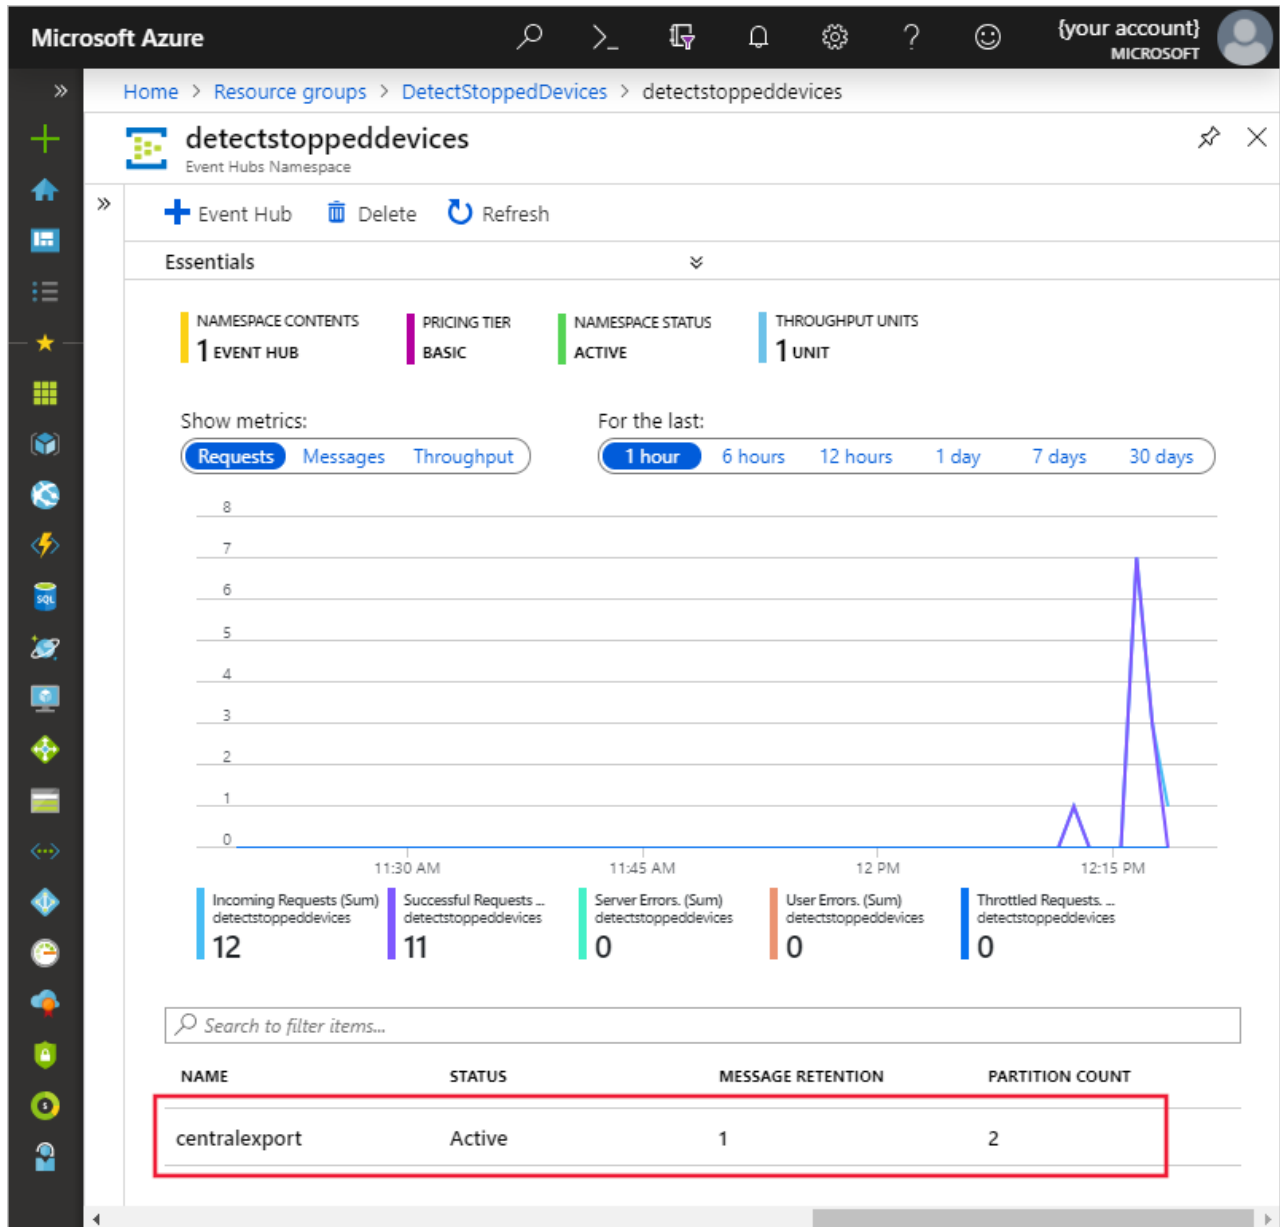 Microsoft Azure
{your account}
MICROSOFT
Home > Resource groups > DetectStoppedDevices > detectstoppeddevices
detectstoppeddevices
Event Hubs Namespace
Event Hub Delete Refresh
Essentials
NAMESPACE CONTENTS PRICING TIER NAMESPACE STATUS THROUGHPUT UNITS
1 EVENT HUB BASIC ACTIVE 1 UNIT
Show metrics: For the last:
Requests Messages Throughput 1 hour 6 hours 12 hours 1 day 7 days 30 days
8
7
6
5
4
3
2
1
0
11:30 AM 11:45 AM 12 PM 12:15 PM
Incoming Requests (Sum) Successful Requests ... Server Errors. (Sum) User Errors. (Sum) Throttled Requests. ...
detectstoppeddevices detectstoppeddevices detectstoppeddevices detectstoppeddevices detectstoppeddevices
12 11 0 0 0
Search to filter items...
NAME STATUS MESSAGE RETENTION PARTITION COUNT
centralexport Active 1 2
SQL